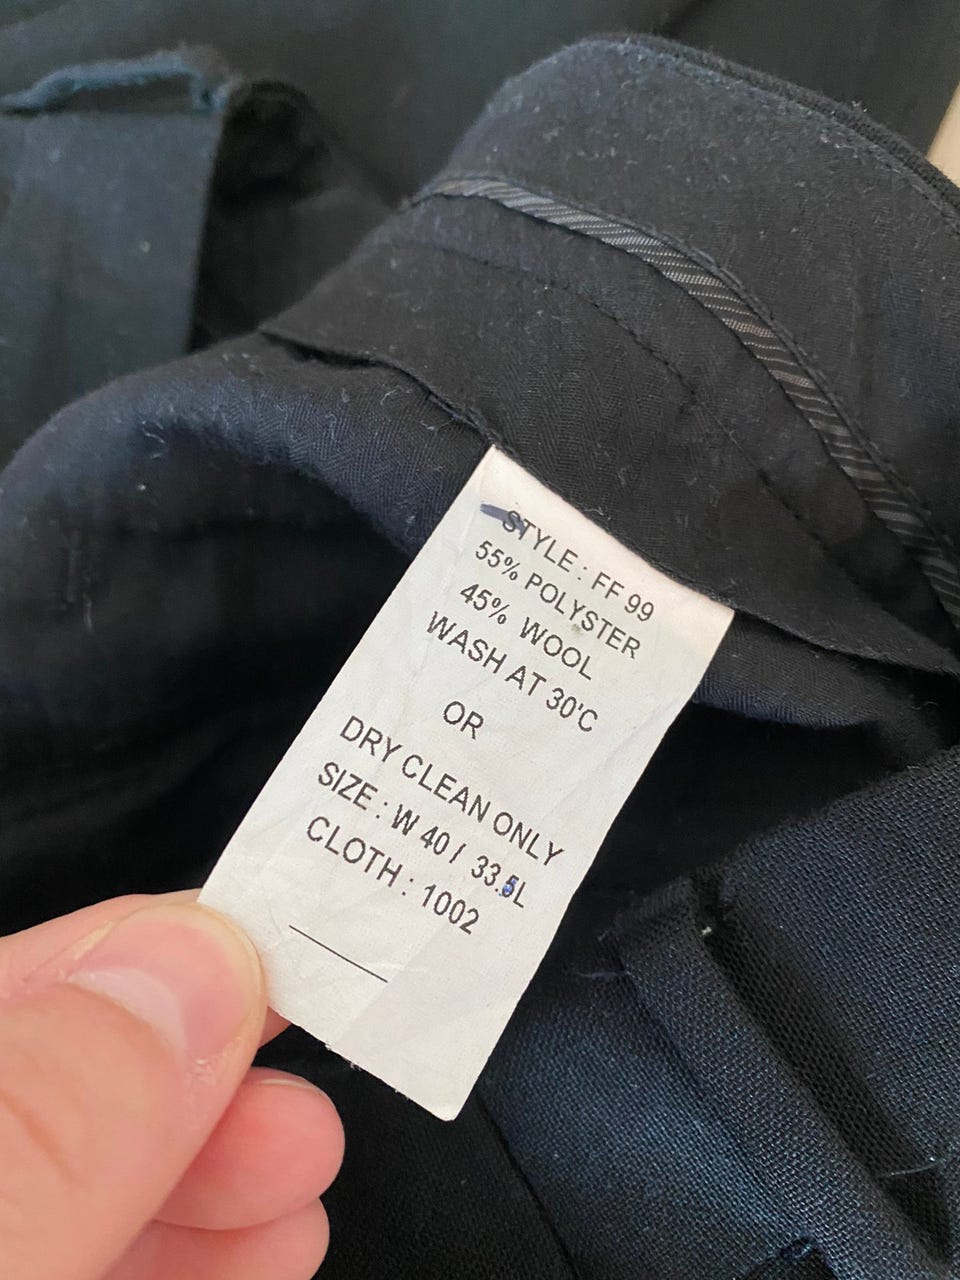 STYLE : FF 99
55% POLYSTER
45% WOOL
WASH AT 30'C
OR
DRY CLEAN ONLY
SIZE : W 40 / 33.5L
CLOTH : 1002